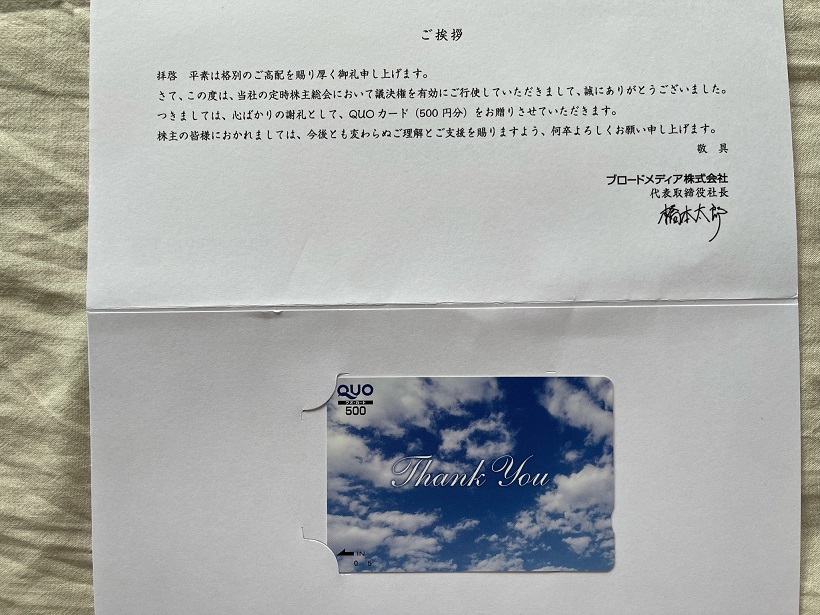 ご挨拶
拝啓　平素は格別のご高配を賜り厚く御礼申し上げます。
さて、この度は、当社の定時株主総会において議決権を有効にご行使していただきまして、誠にありがとうございました。
つきましては、心ばかりの謝礼として、QUOカード（500 円分）をお贈りさせていただきます。
株主の皆様におかれましては、今後とも変わらぬご理解とご支援を賜りますよう、何卒よろしくお願い申し上げます。
敬 具
ブロードメディア株式会社
代表取締役社長
橋本太郎
QUO
クオ・カード
500
Thank You
IN
0 5